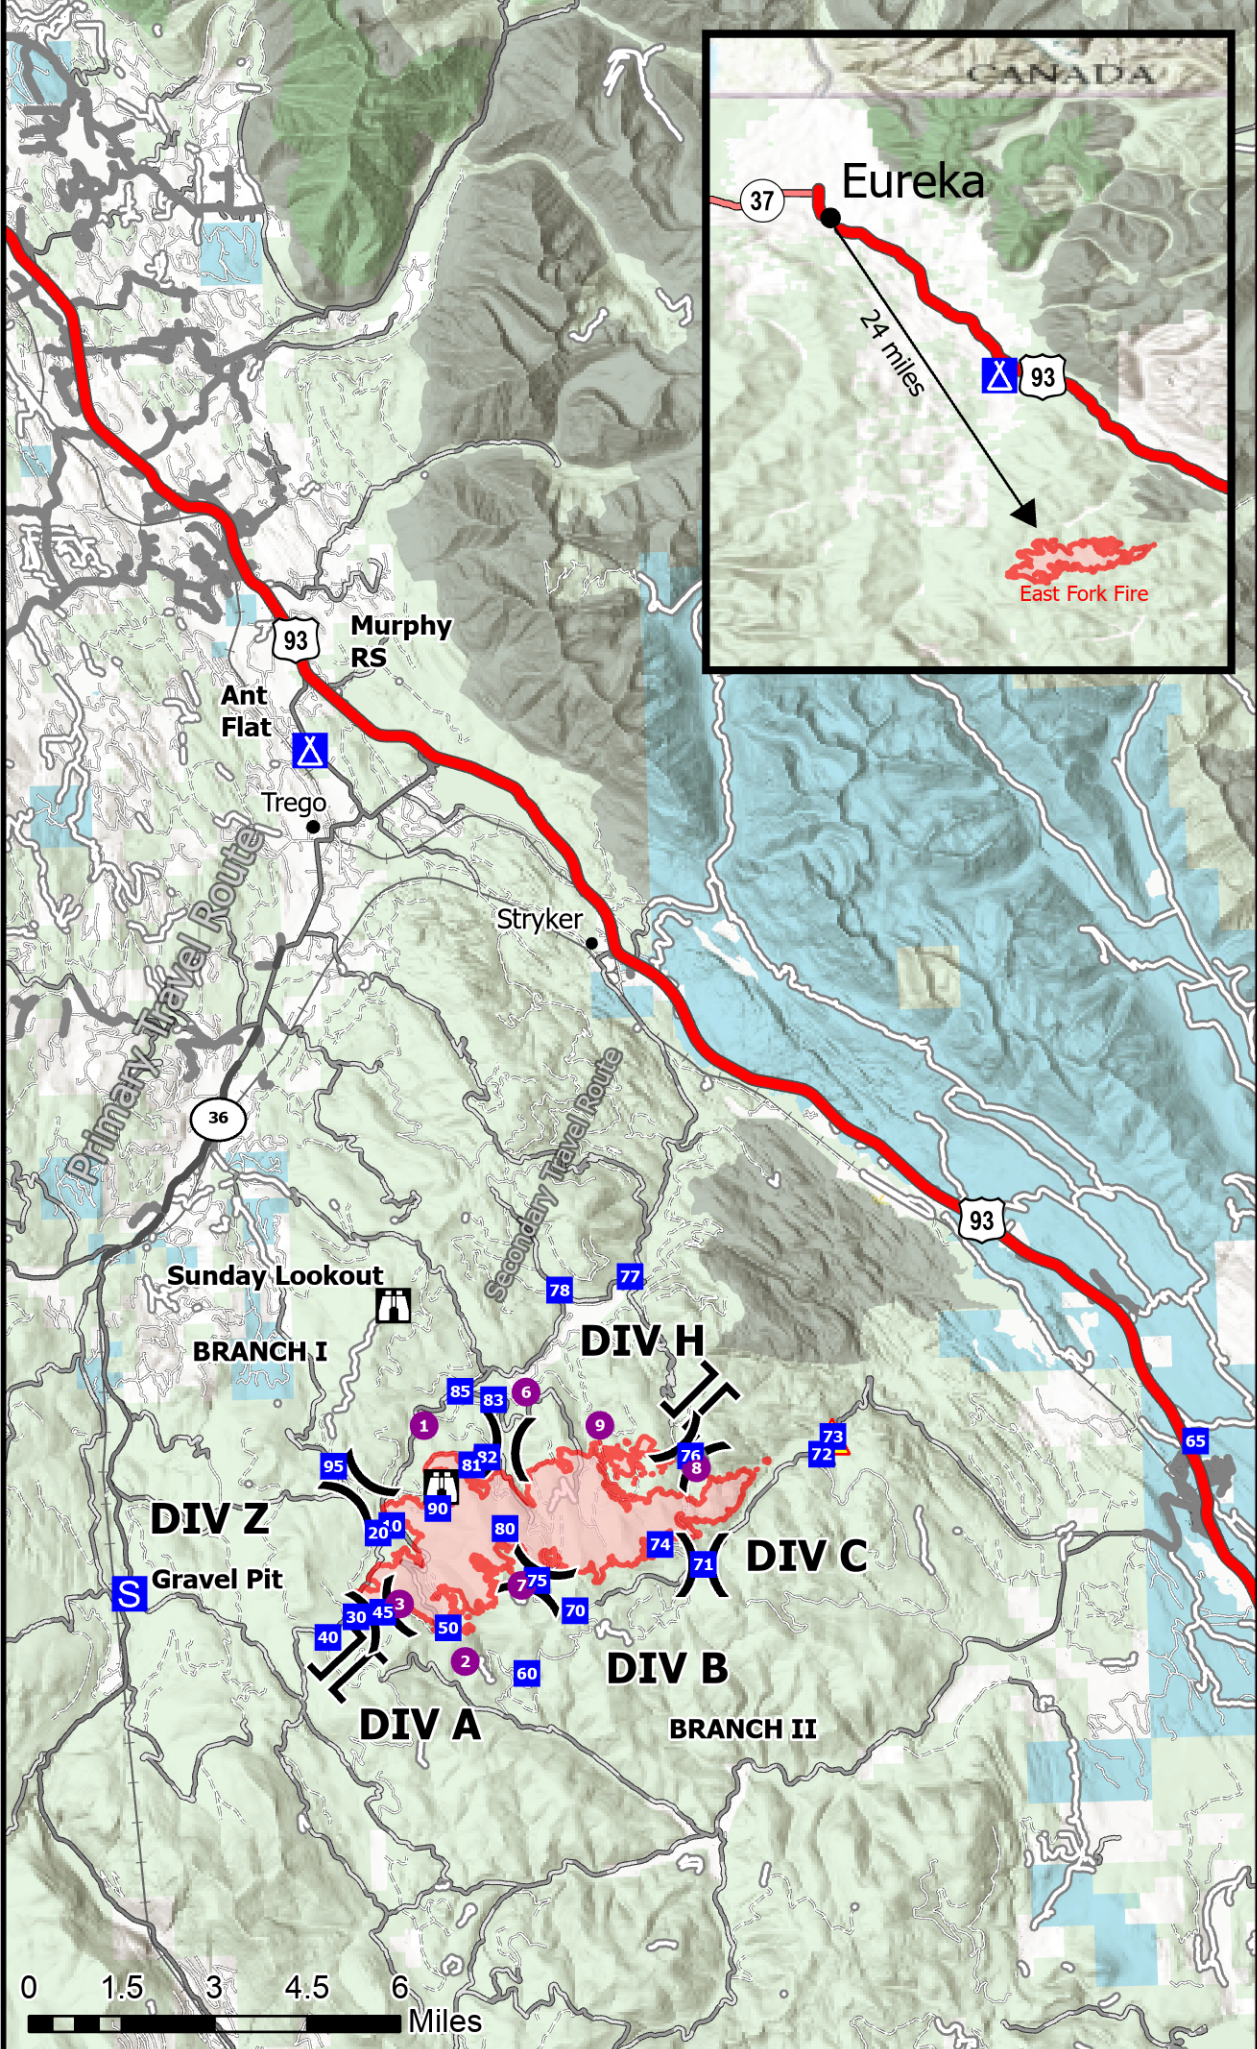 CANADA
Eureka
37
24 miles
93
East Fork Fire
93
Murphy
RS
Ant
Flat
Trego
Primary Travel Route
Stryker
Secondary Travel Route
36
93
Sunday Lookout
78
77
BRANCH I
DIV H
85
83
6
1
9
73
72
65
95
81
82
76
8
90
DIV Z
20
10
80
74
71
DIV C
S
Gravel Pit
7
75
30
45
3
70
40
50
2
60
DIV B
DIV A
BRANCH II
0
1.5
3
4.5
6
Miles